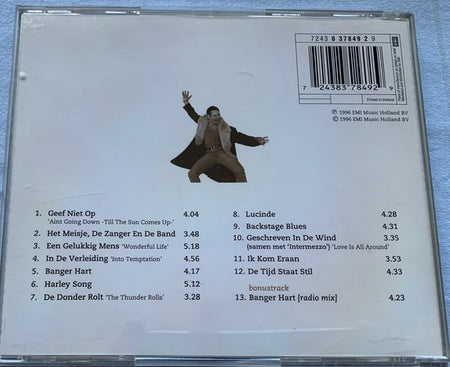 7243 8 37849 2 9
7 24383 78492 9
Printed in Holland
℗ 1996 EMI Music Holland BV
© 1996 EMI Music Holland BV
1. Geef Niet Op 4.04
'Aint Going Down -Till The Sun Comes Up-'
2. Het Meisje, De Zanger En De Band 3.48
3. Een Gelukkig Mens 'Wonderful Life' 5.18
4. In De Verleiding 'Into Temptation' 4.56
5. Banger Hart 4.17
6. Harley Song 5.12
7. De Donder Rolt 'The Thunder Rolls' 3.28
8. Lucinde 4.28
9. Backstage Blues 4.31
10. Geschreven In De Wind 3.35
(samen met 'Intermezzo') 'Love Is All Around'
11. Ik Kom Eraan 3.53
12. De Tijd Staat Stil 4.33
bonustrack
13. Banger Hart [radio mix] 4.23